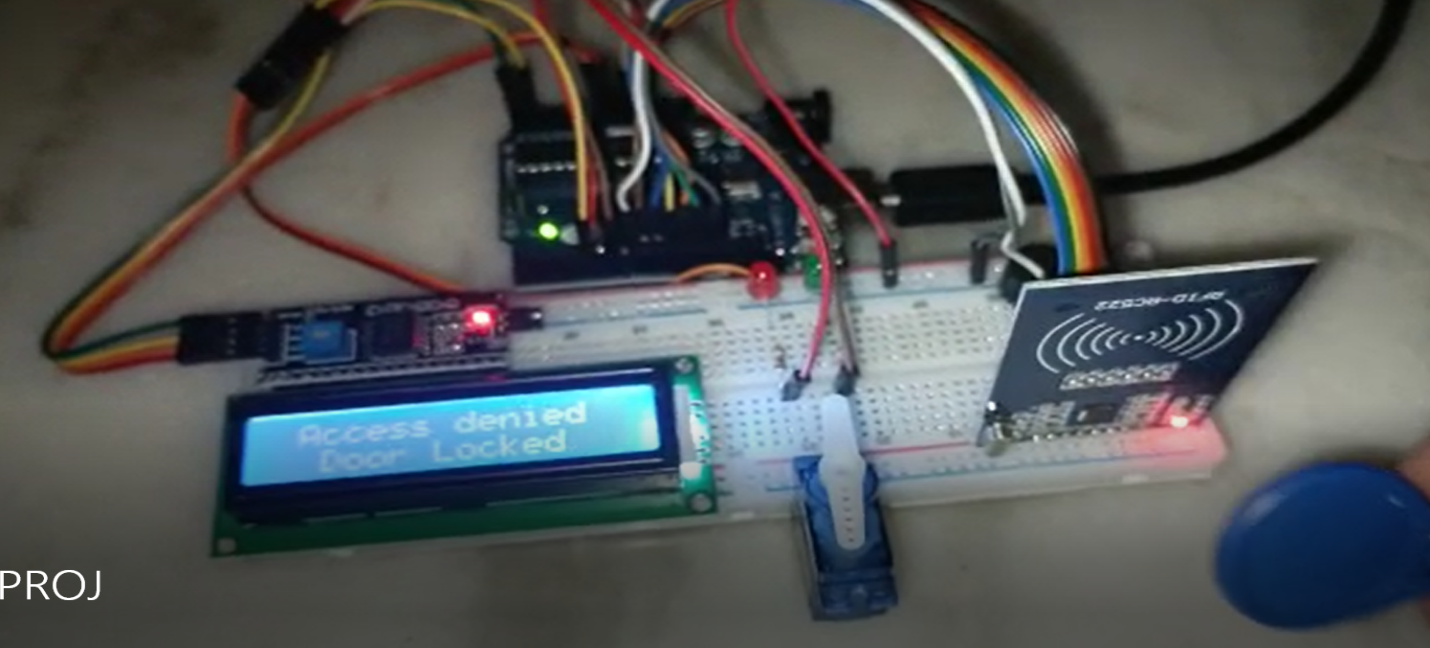 RFID-RC522
Access denied
Door Locked
PROJ